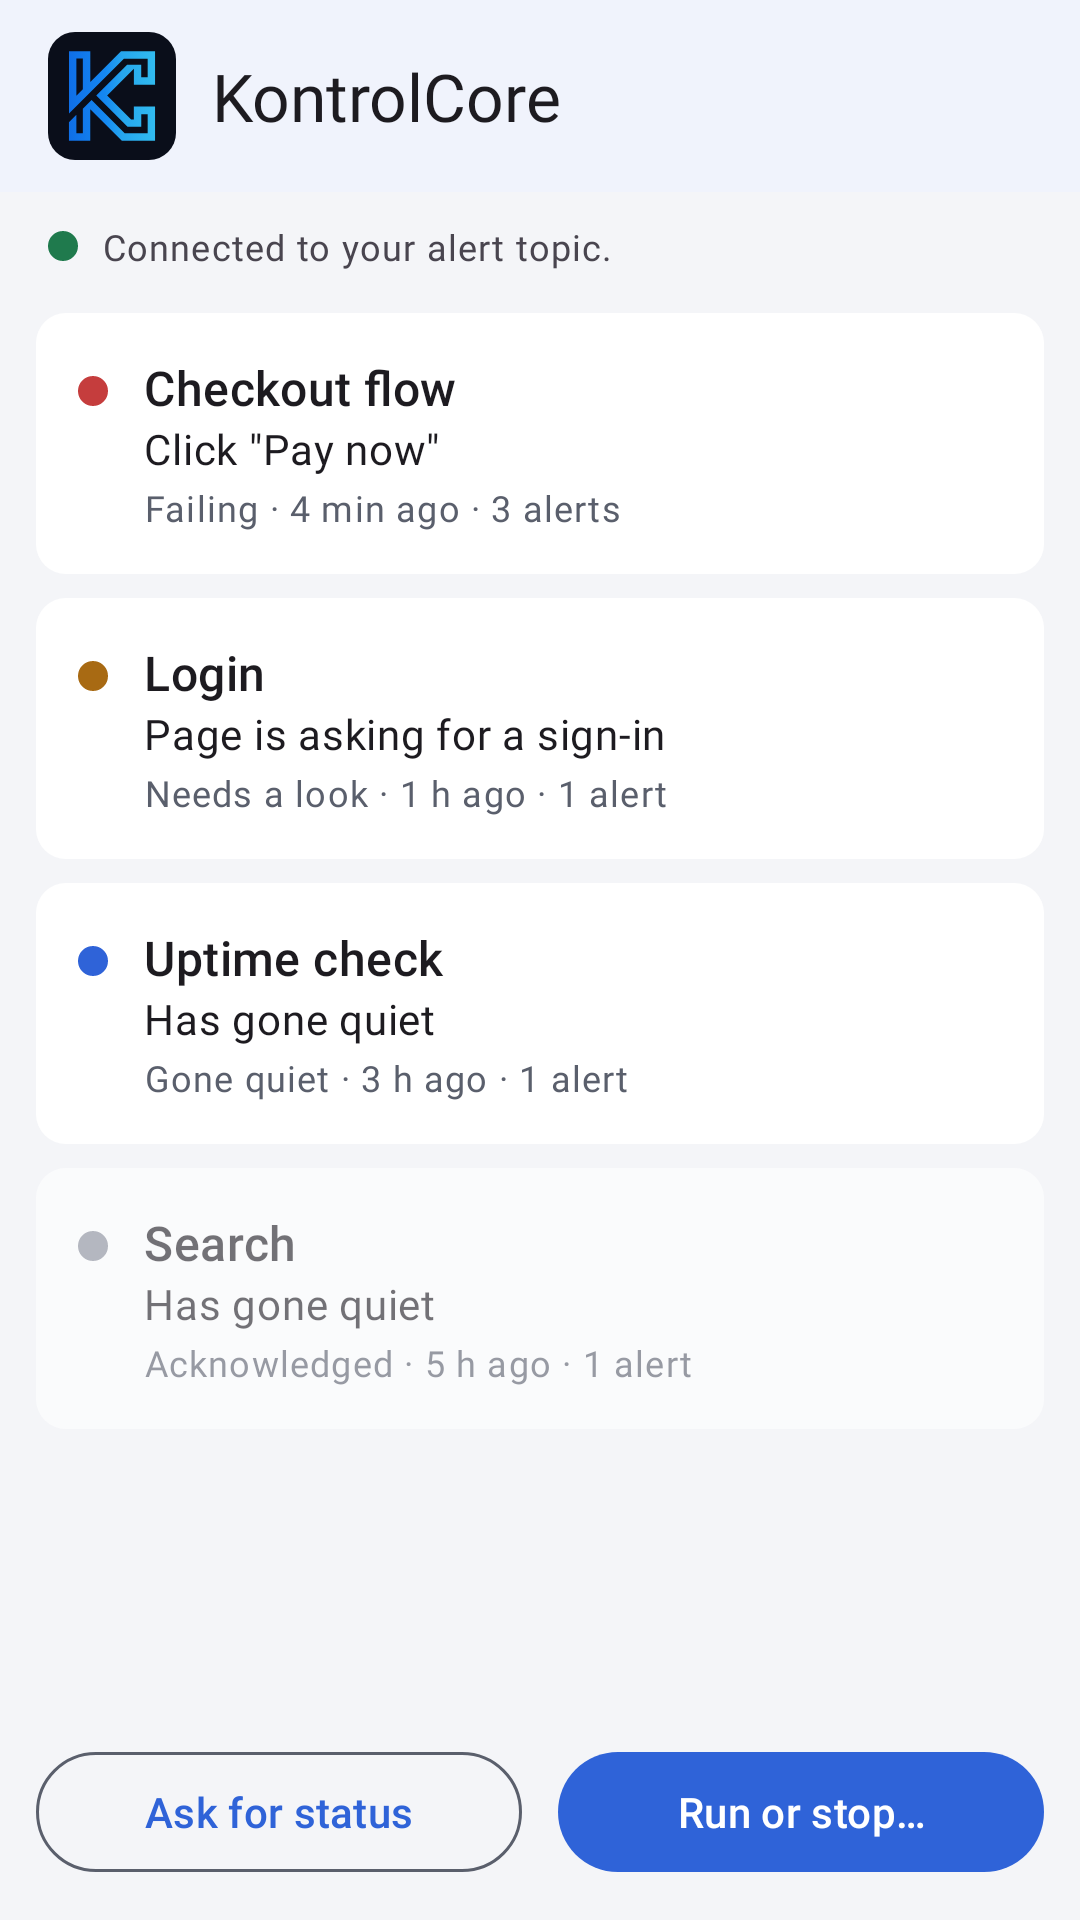 KontrolCore
Connected to your alert topic.
Checkout flow
Click "Pay now"
Failing · 4 min ago · 3 alerts
Login
Page is asking for a sign-in
Needs a look · 1 h ago · 1 alert
Uptime check
Has gone quiet
Gone quiet · 3 h ago · 1 alert
Search
Has gone quiet
Acknowledged · 5 h ago · 1 alert
Ask for status
Run or stop…